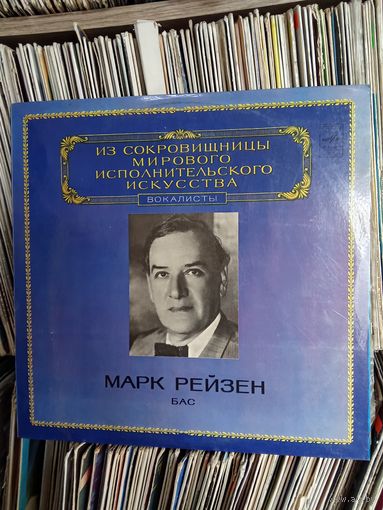 ИЗ СОКРОВИЩНИЦЫ
МИРОВОГО
ИСПОЛНИТЕЛЬСКОГО
ИСКУССТВА
ВОКАЛИСТЫ
МАРК РЕЙЗЕН
БАС